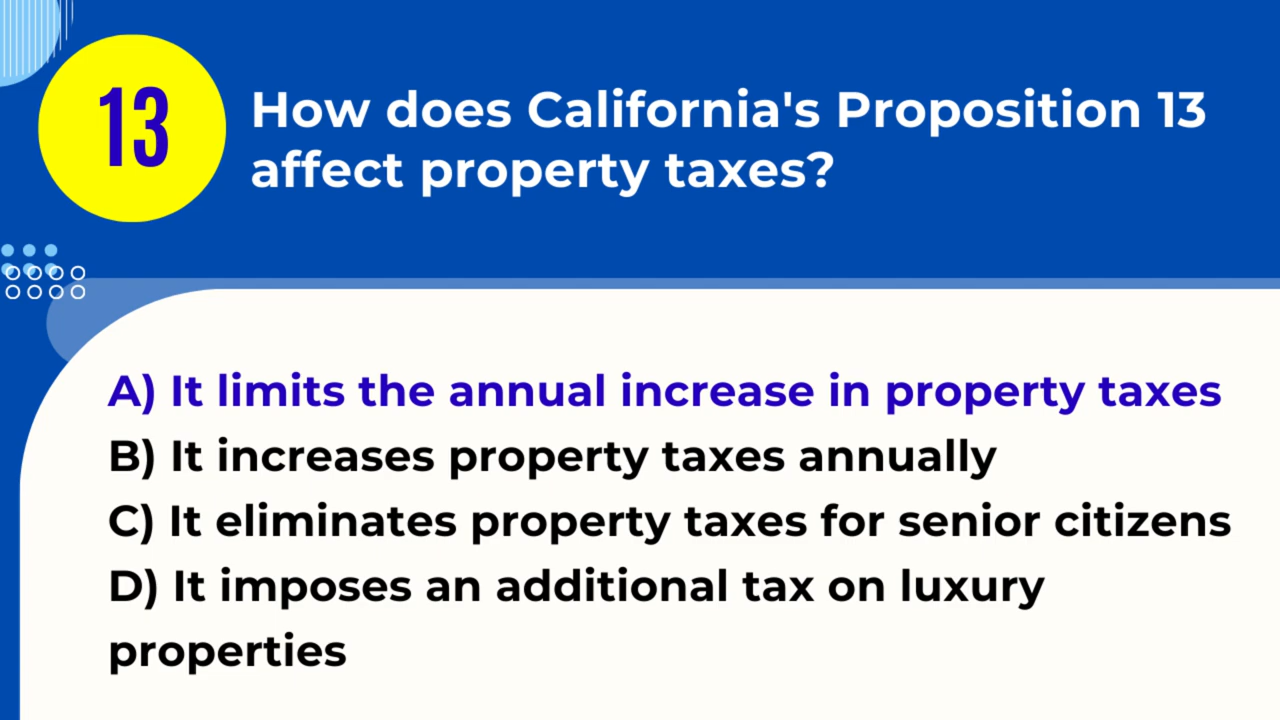 13
How does California's Proposition 13
affect property taxes?
A) It limits the annual increase in property taxes
B) It increases property taxes annually
C) It eliminates property taxes for senior citizens
D) It imposes an additional tax on luxury
properties